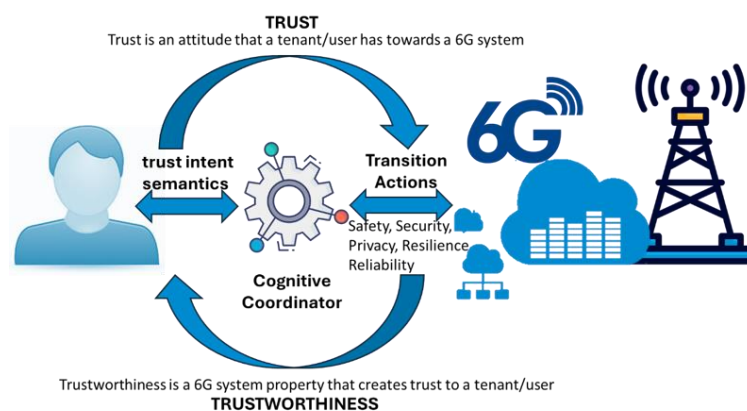 TRUST
Trust is an attitude that a tenant/user has towards a 6G system
6G
trust intent
semantics
Transition
Actions
Safety, Security,
Privacy, Resilience
Reliability
Cognitive
Coordinator
Trustworthiness is a 6G system property that creates trust to a tenant/user
TRUSTWORTHINESS